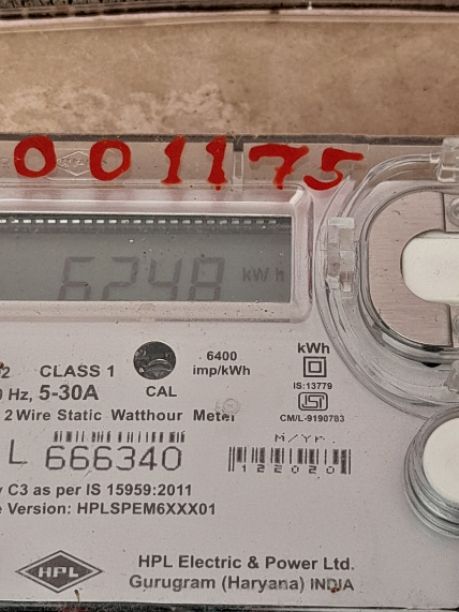 001175
6248 kWh
2 CLASS 1
6400
imp/kWh
kWh
Hz, 5-30A
CAL
IS:13779
2 Wire Static Watthour Meter
CM/L-9190783
M/Yr.
L 666340
122020
y C3 as per IS 15959:2011
e Version: HPLSPEM6XXX01
HPL
HPL Electric & Power Ltd.
Gurugram (Haryana) INDIA